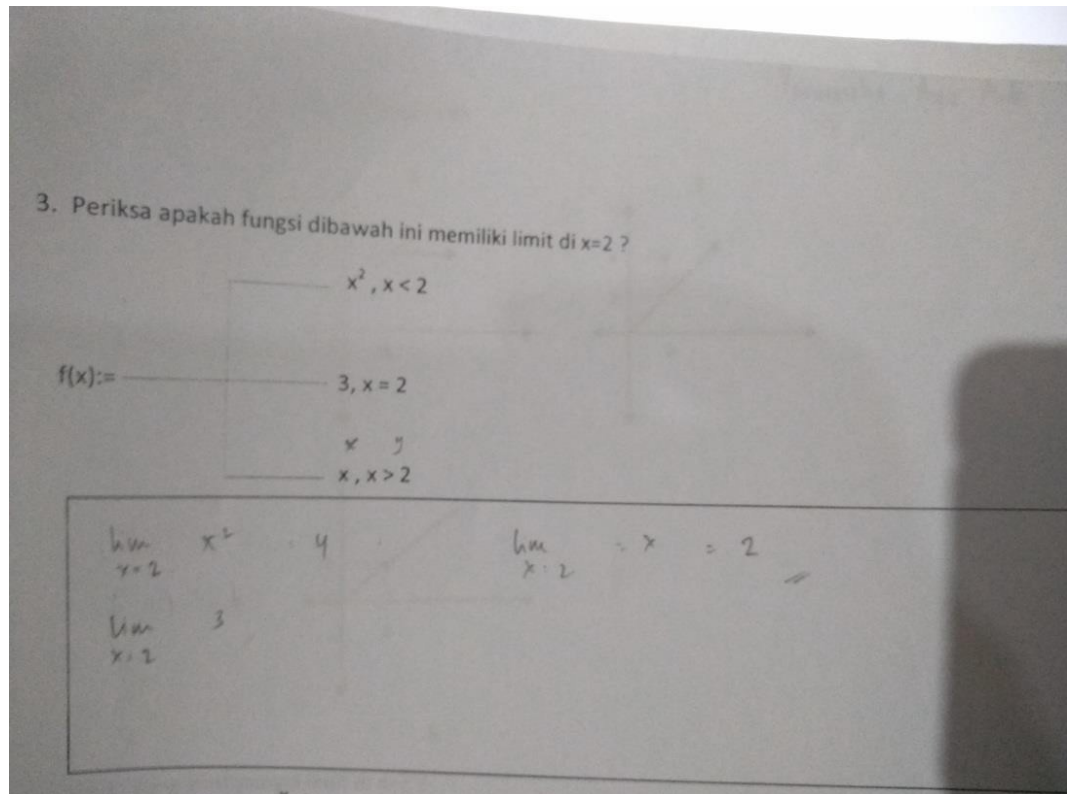 3. Periksa apakah fungsi dibawah ini memiliki limit di x=2 ?
x², x < 2
f(x):= 3, x = 2
x y
x , x > 2
lim x² = 4 lim = x = 2
x=2 x=2
lim 3
x=2